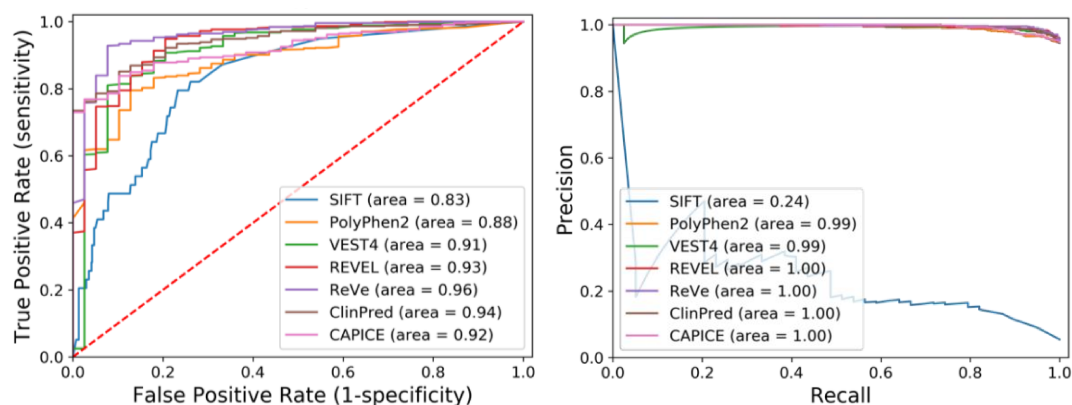 1.0
0.8
0.6
0.4
0.2
0.0
True Positive Rate (sensitivity)
SIFT (area = 0.83)
PolyPhen2 (area = 0.88)
VEST4 (area = 0.91)
REVEL (area = 0.93)
ReVe (area = 0.96)
ClinPred (area = 0.94)
CAPICE (area = 0.92)
0.0 0.2 0.4 0.6 0.8 1.0
False Positive Rate (1-specificity)
1.0
0.8
0.6
0.4
0.2
0.0
Precision
SIFT (area = 0.24)
PolyPhen2 (area = 0.99)
VEST4 (area = 0.99)
REVEL (area = 1.00)
ReVe (area = 1.00)
ClinPred (area = 1.00)
CAPICE (area = 1.00)
0.0 0.2 0.4 0.6 0.8 1.0
Recall